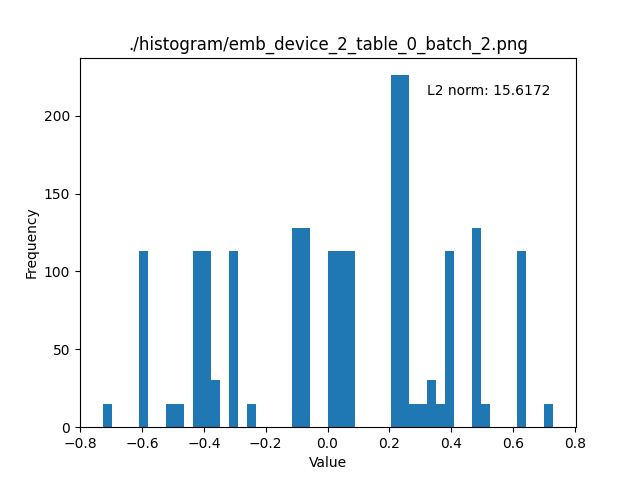 ./histogram/emb_device_2_table_0_batch_2.png
L2 norm: 15.6172
200
150
100
50
0
Frequency
−0.8 −0.6 −0.4 −0.2 0.0 0.2 0.4 0.6 0.8
Value